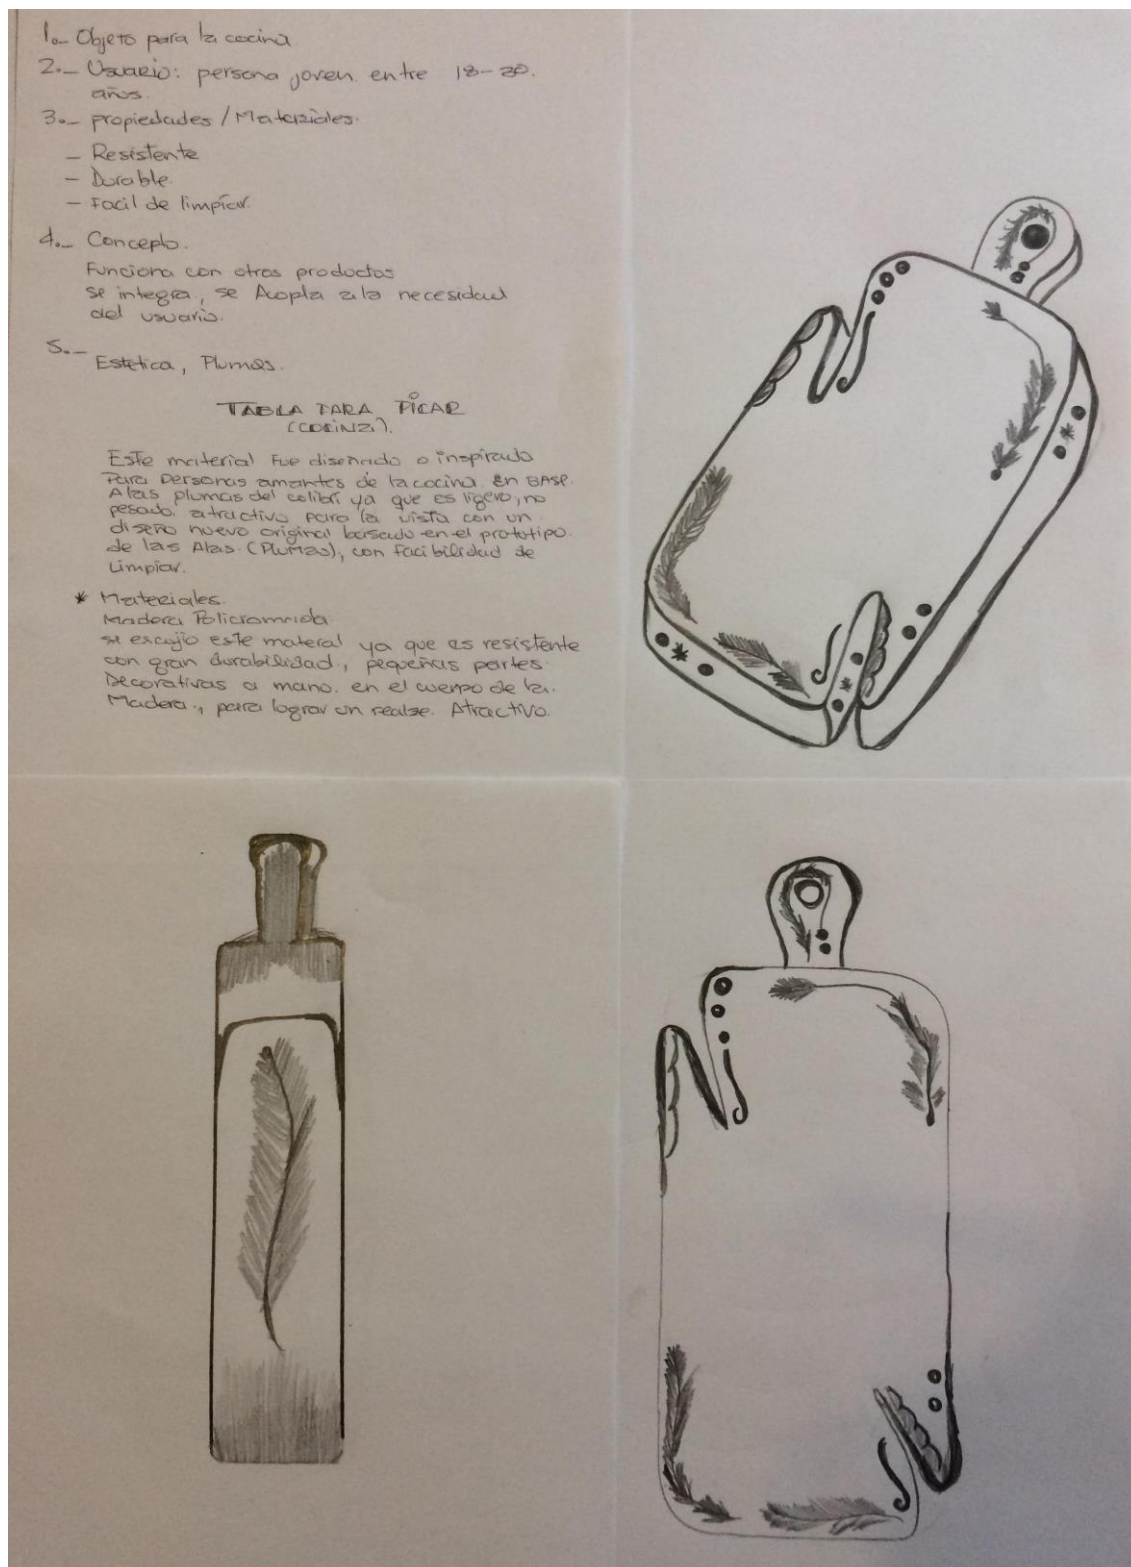 1.- Objeto para la cocina
2.- Usuario: persona joven entre 18-20.
años.
3.- propiedades / Materiales.
- Resistente
- Durable.
- Facil de limpiar.
4.- Concepto.
Funciona con otros productos
se integra, se Acopla a la necesidad
del usuario.
5.-
Estetica, Plumas.
TABLA PARA PICAR
(COCINA).
Este material Fue diseñado o inspirado
Para Personas amantes de la cocina. en BASE.
A las plumas del colibrí ya que es ligero, no
pesado. atractivo para la vista con un
diseño nuevo original basado en el prototipo.
de las Alas. (Plumas), con facibilidad de
Limpiar.
* Materiales.
Madera Policromada.
se escojio este materal ya que es resistente
con gran durabilidad., pequeñas partes
Decorativas a mano. en el cuerpo de la.
Madera., para lograr un realze. Atractivo.